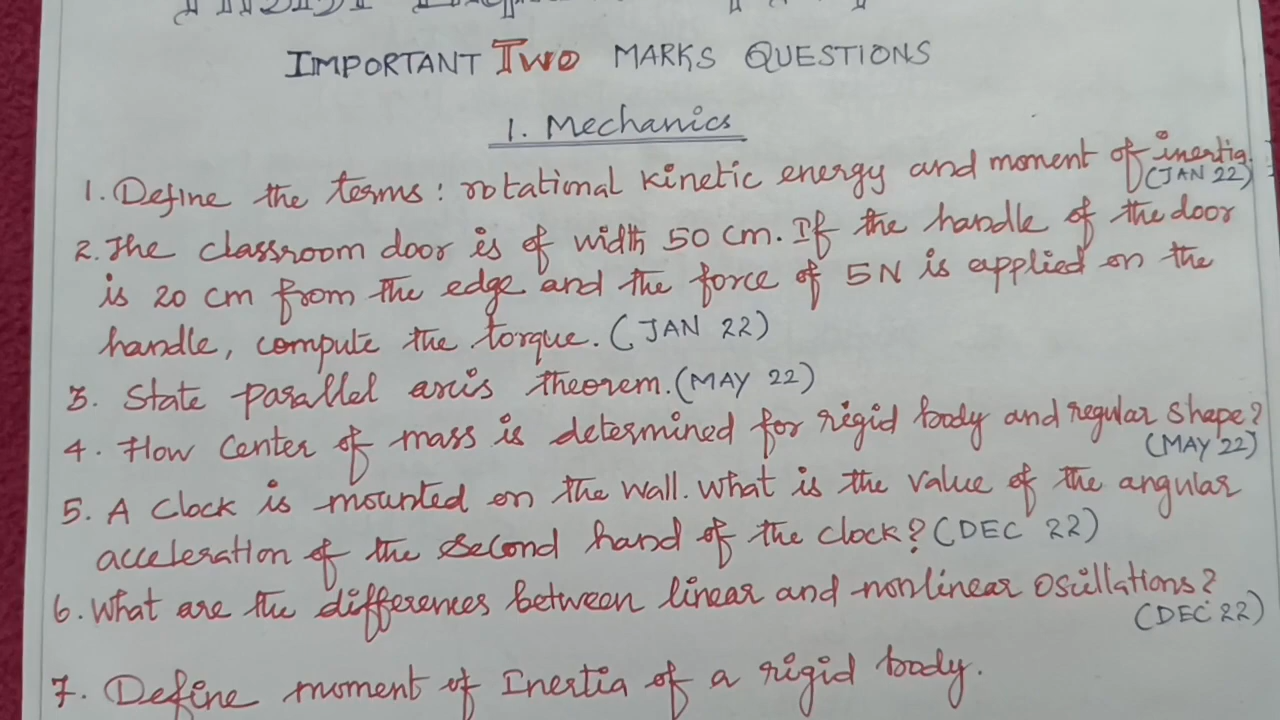 IMPORTANT TWO MARKS QUESTIONS
1. Mechanics
1. Define the terms: rotational kinetic energy and moment of inertia.
(JAN 22)
2. The classroom door is of width 50 cm. If the handle of the door
is 20 cm from the edge and the force of 5N is applied on the
handle, compute the torque. (JAN 22)
3. State parallel axis theorem. (MAY 22)
4. How center of mass is determined for rigid body and regular shape?
(MAY 22)
5. A clock is mounted on the wall. What is the value of the angular
acceleration of the second hand of the clock? (DEC 22)
6. What are the differences between linear and nonlinear oscillations?
(DEC 22)
7. Define moment of Inertia of a rigid body.